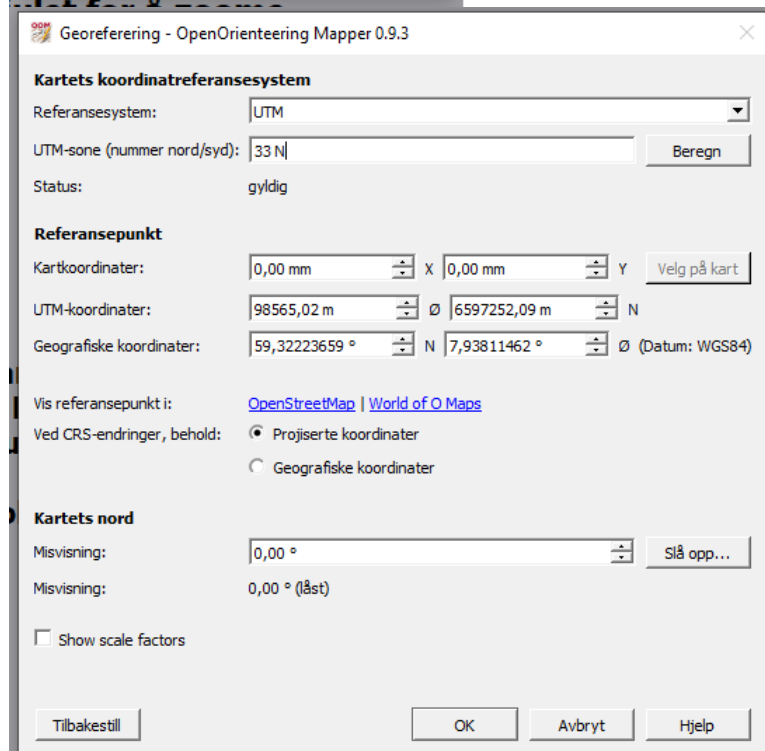 Georeferering - OpenOrienteering Mapper 0.9.3
Kartets koordinatreferansesystem
Referansesystem: UTM
UTM-sone (nummer nord/syd): 33 N Beregn
Status: gyldig
Referansepunkt
Kartkoordinater: 0,00 mm X 0,00 mm Y Velg på kart
UTM-koordinater: 98565,02 m Ø 6597252,09 m N
Geografiske koordinater: 59,32223659 ° N 7,93811462 ° Ø (Datum: WGS84)
Vis referansepunkt i: OpenStreetMap | World of O Maps
Ved CRS-endringer, behold: Projiserte koordinater
Geografiske koordinater
Kartets nord
Misvisning: 0,00 ° Slå opp...
Misvisning: 0,00 ° (låst)
Show scale factors
Tilbakestill OK Avbryt Hjelp